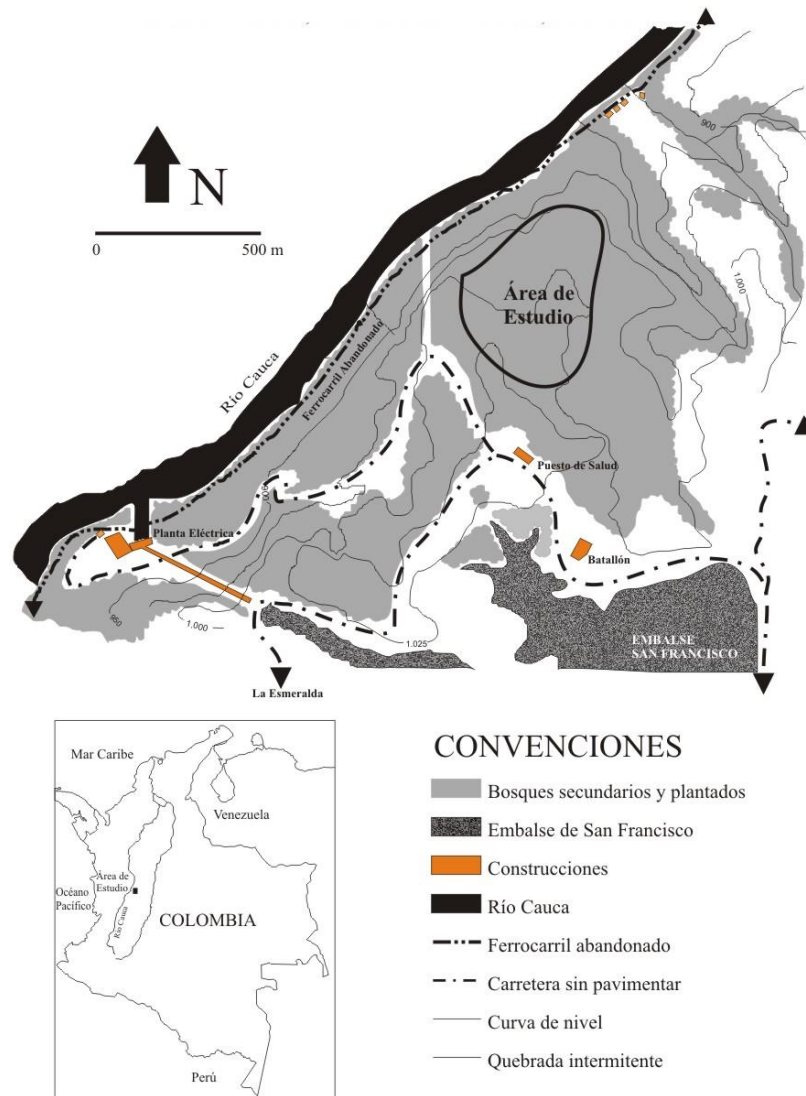 N
0 500 m
900
1.000
Área de
Estudio
Río Cauca
Ferrocarril Abandonado
Puesto de Salud
900
Planta Eléctrica
Batallón
950
1.000
1.025
EMBALSE
SAN FRANCISCO
La Esmeralda
Mar Caribe
Venezuela
Área de
Estudio
Océano
Pacífico
Río Cauca
COLOMBIA
Perú
CONVENCIONES
Bosques secundarios y plantados
Embalse de San Francisco
Construcciones
Río Cauca
Ferrocarril abandonado
Carretera sin pavimentar
Curva de nivel
Quebrada intermitente